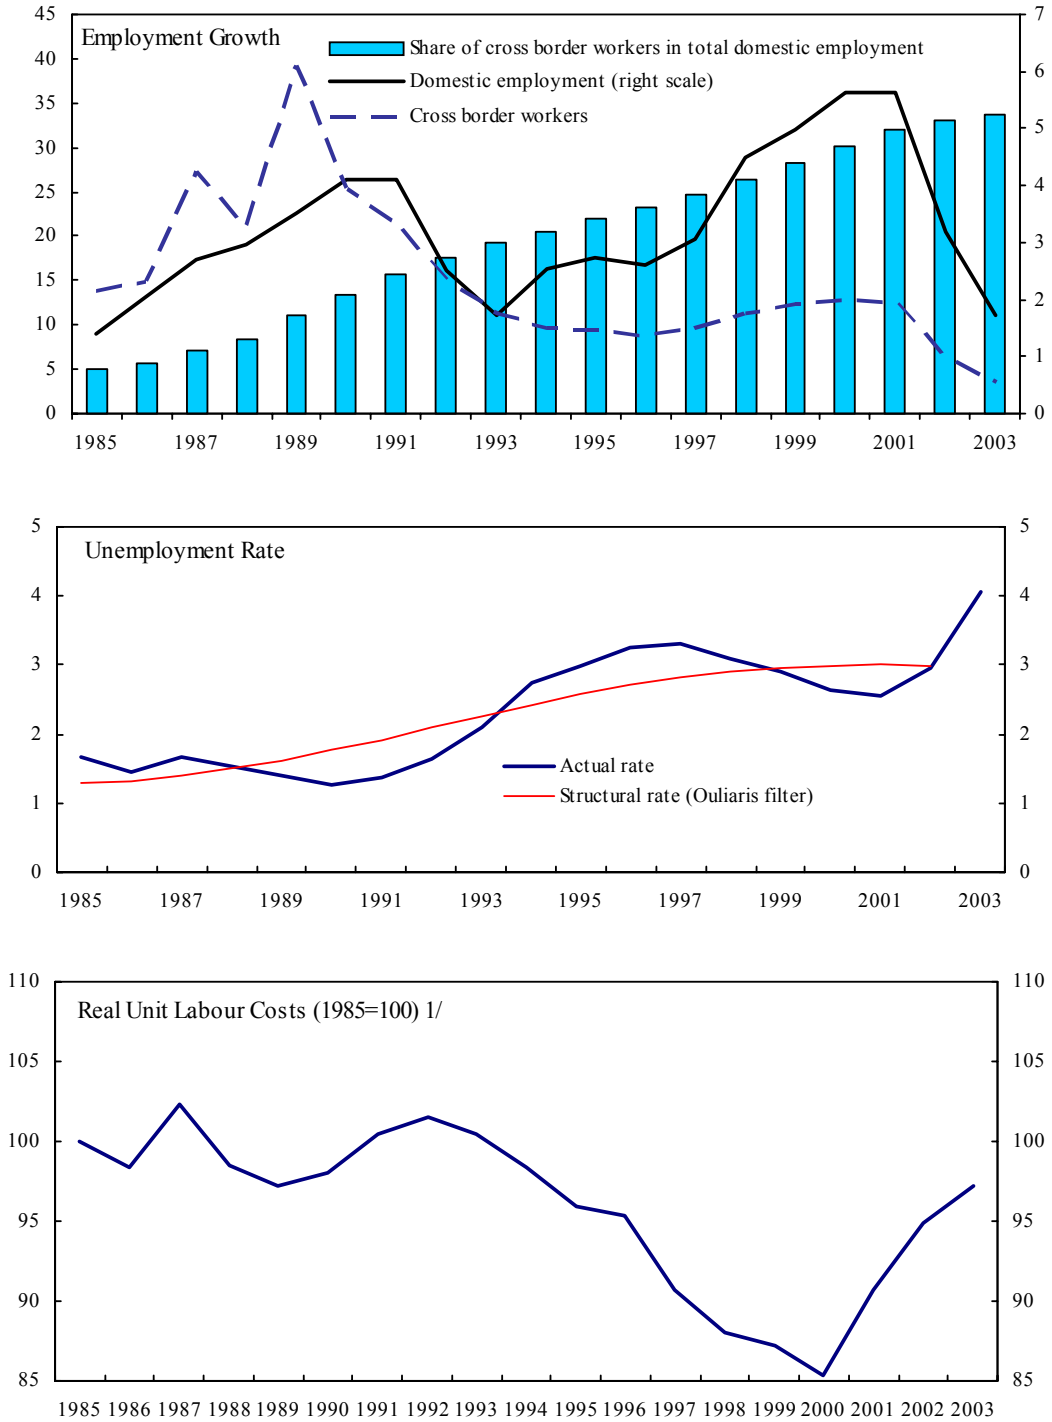 45 7
Employment Growth
Share of cross border workers in total domestic employment
40 6
Domestic employment (right scale)
35
Cross border workers
5
30
25 4
20 3
15
2
10
1
5
0 0
1985 1987 1989 1991 1993 1995 1997 1999 2001 2003
5 5
Unemployment Rate
4 4
3 3
2 2
Actual rate
Structural rate (Ouliaris filter)
1 1
0 0
1985 1987 1989 1991 1993 1995 1997 1999 2001 2003
110 110
Real Unit Labour Costs (1985=100) 1/
105 105
100 100
95 95
90 90
85 85
1985 1986 1987 1988 1989 1990 1991 1992 1993 1994 1995 1996 1997 1998 1999 2000 2001 2002 2003